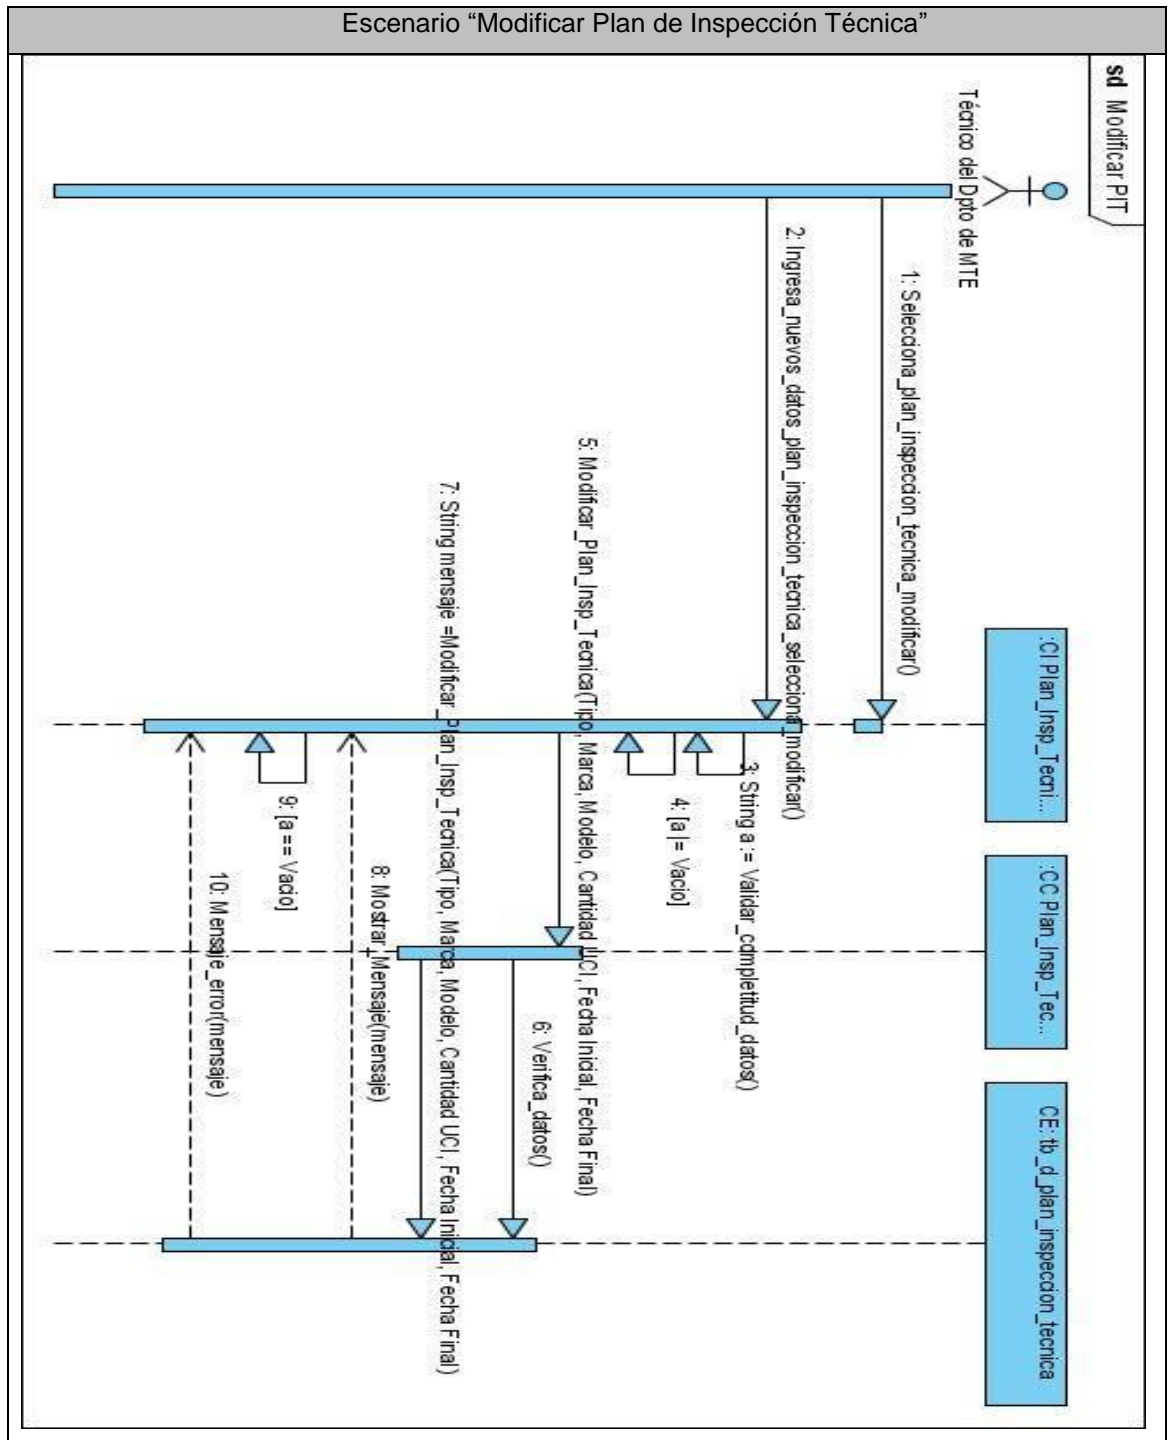 Escenario “Modificar Plan de Inspección Técnica”
sd Modificar PIT
Técnico del Dpto de MTE
:CI Plan_Insp_Tecni...
:CC Plan_Insp_Tec...
CE: tb_d_plan_inspeccion_tecnica
1: Selecciona_plan_inspeccion_tecnica_modificar()
2: Ingresa_nuevos_datos_plan_inspeccion_tecnica_selecciona_modificar()
3: String a := Validar_completitud_datos()
4: [a |= Vacio]
5: Modificar_Plan_Insp_Tecnica(Tipo, Marca, Modelo, Cantidad UCI, Fecha Inicial, Fecha Final)
6: Verifica_datos()
7: String mensaje =Modificar_Plan_Insp_Tecnica(Tipo, Marca, Modelo, Cantidad UCI, Fecha Inicial, Fecha Final)
8: Mostrar_Mensaje(mensaje)
9: [a == Vacio]
10: Mensaje_error(mensaje)